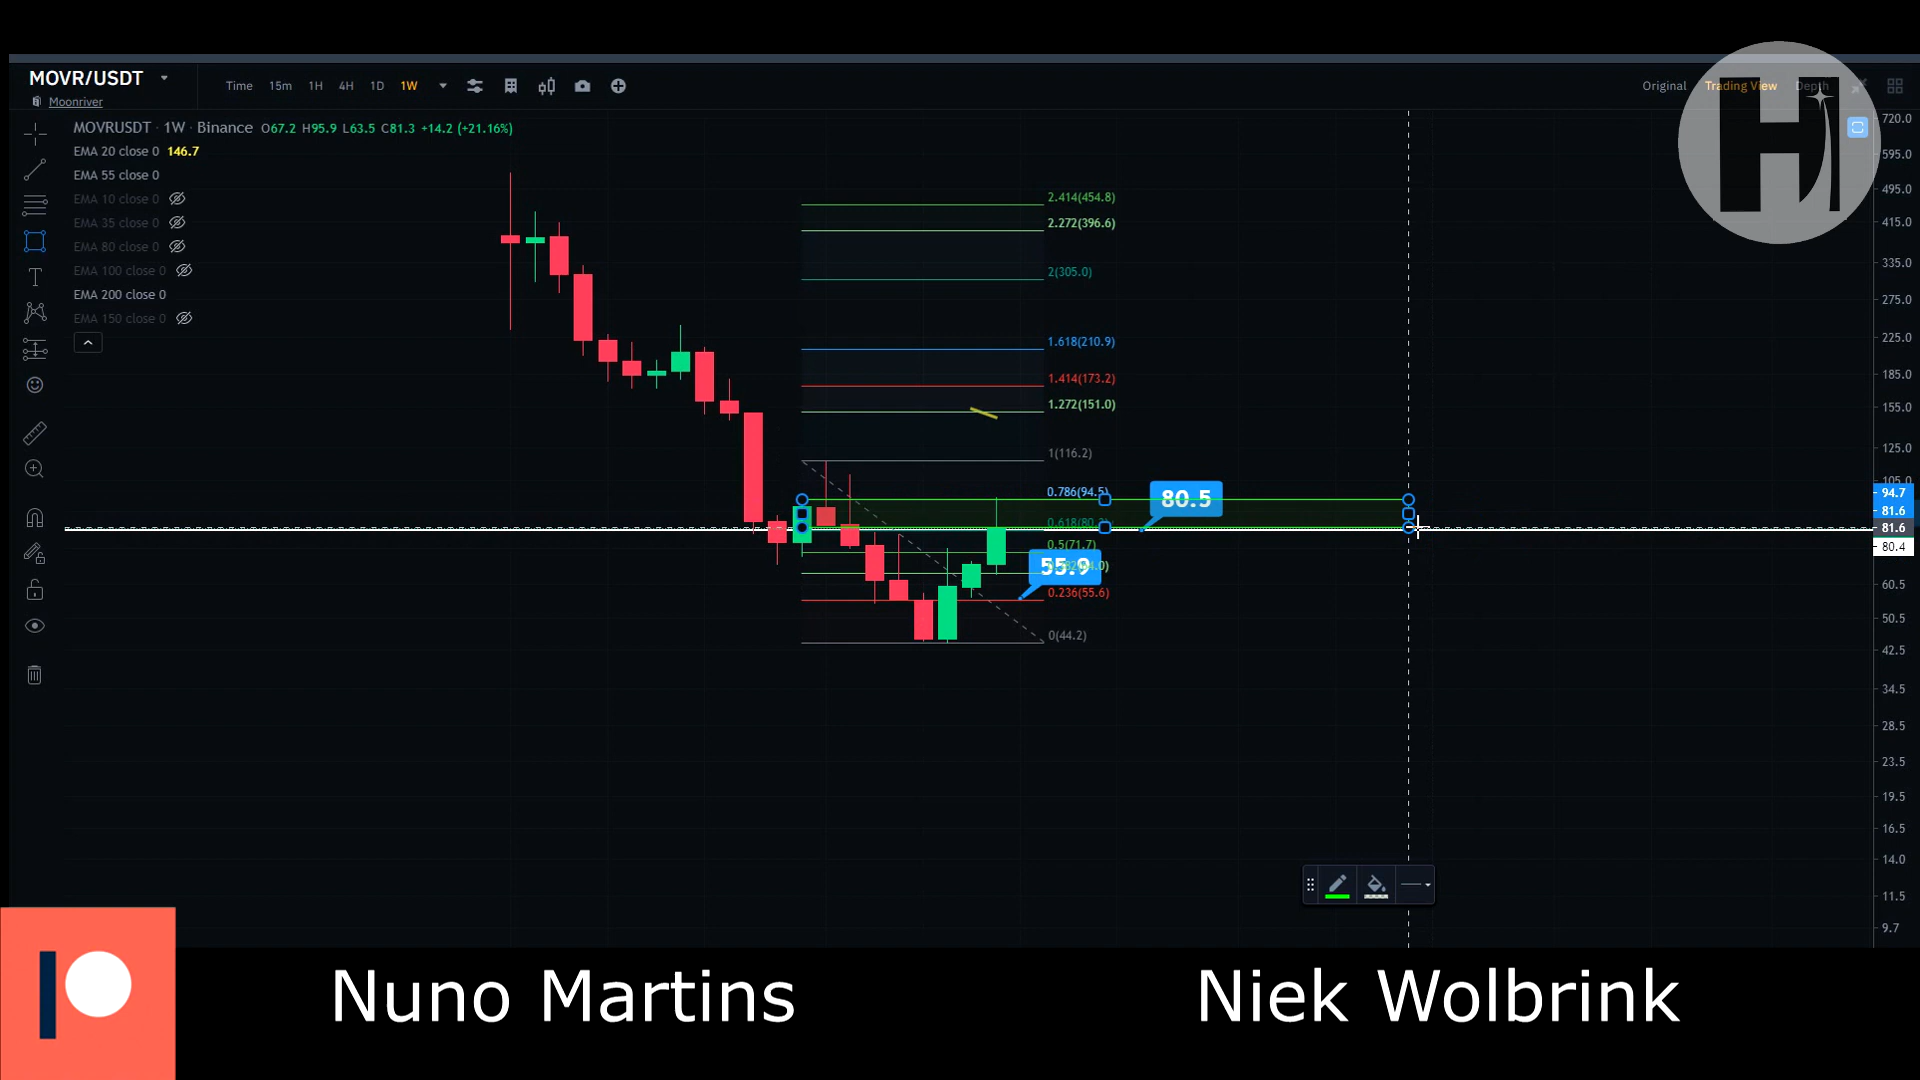 MOVR/USDT
Time 15m 1H 4H 1D 1W
Original Trading View Depth
Moonriver
MOVRUSDT · 1W · Binance O67.2 H95.9 L63.5 C81.3 +14.2 (+21.16%)
EMA 20 close 0 146.7
EMA 55 close 0
EMA 10 close 0
EMA 35 close 0
EMA 80 close 0
EMA 100 close 0
EMA 200 close 0
EMA 150 close 0
2.414(454.8)
2.272(396.6)
2(305.0)
1.618(210.9)
1.414(173.2)
1.272(151.0)
1(116.2)
0.786(94.5)
80.5
0.5(71.7)
55.9
0.236(55.6)
0(44.2)
720.0
595.0
495.0
415.0
335.0
275.0
225.0
185.0
155.0
125.0
94.7
81.6
81.6
80.4
60.5
50.5
42.5
34.5
28.5
23.5
19.5
16.5
14.0
11.5
9.7
H
Nuno Martins
Niek Wolbrink